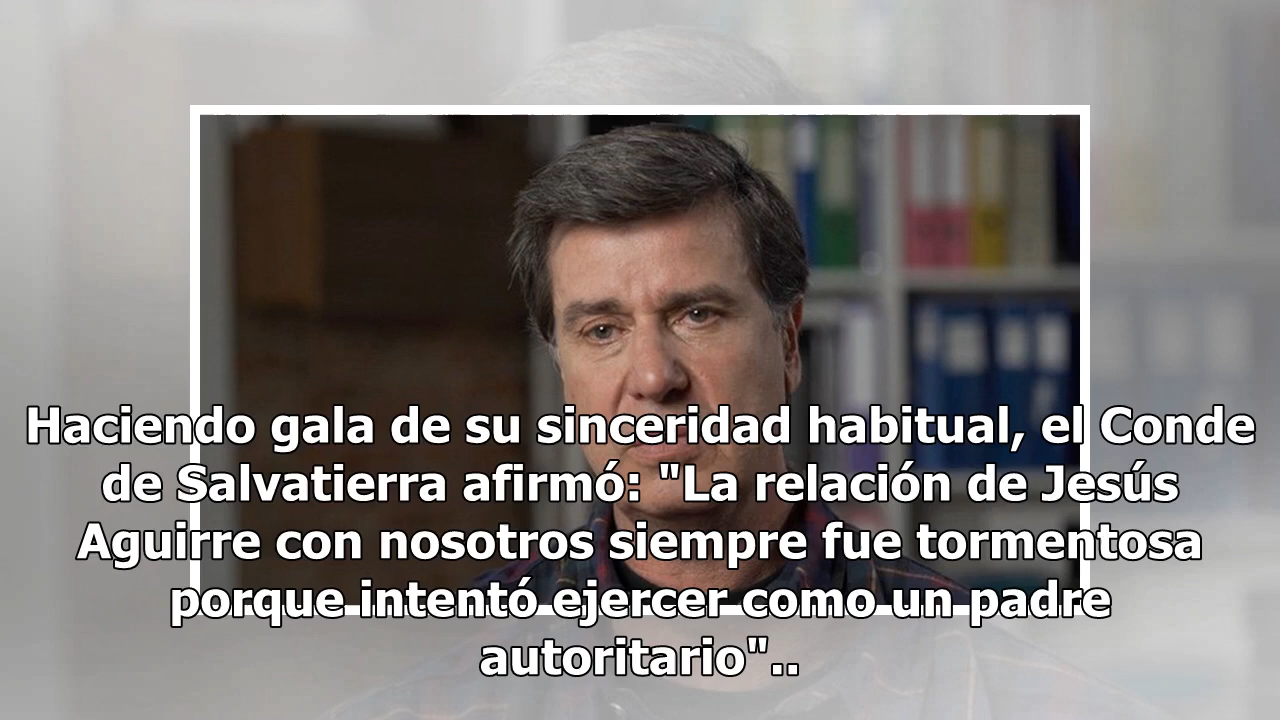 Haciendo gala de su sinceridad habitual, el Conde
de Salvatierra afirmó: "La relación de Jesús
Aguirre con nosotros siempre fue tormentosa
porque intentó ejercer como un padre
autoritario"..